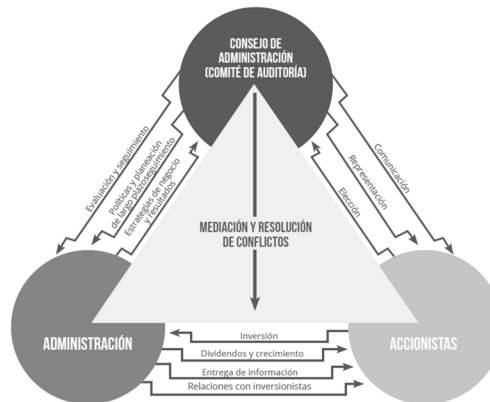 CONSEJO DE
ADMINISTRACIÓN
(COMITÉ DE AUDITORÍA)
Evaluación y seguimiento
Políticas y planeación
de largo plazoseguimiento
Estrategias de negocio
y resultados
Comunicación
Representación
Elección
MEDIACIÓN Y RESOLUCIÓN
DE CONFLICTOS
ADMINISTRACIÓN
ACCIONISTAS
Inversión
Dividendos y crecimiento
Entrega de información
Relaciones con inversionistas